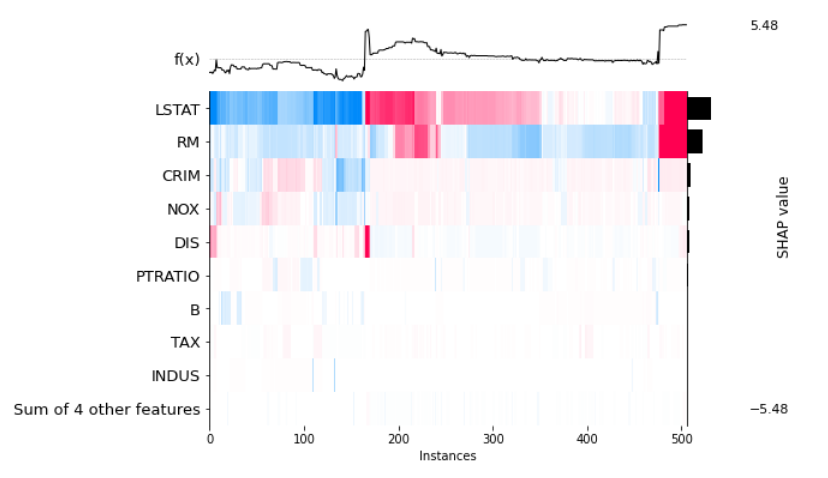 5.48
f(x)
LSTAT
RM
CRIM
NOX
DIS
PTRATIO
B
TAX
INDUS
Sum of 4 other features
−5.48
SHAP value
0 100 200 300 400 500
Instances